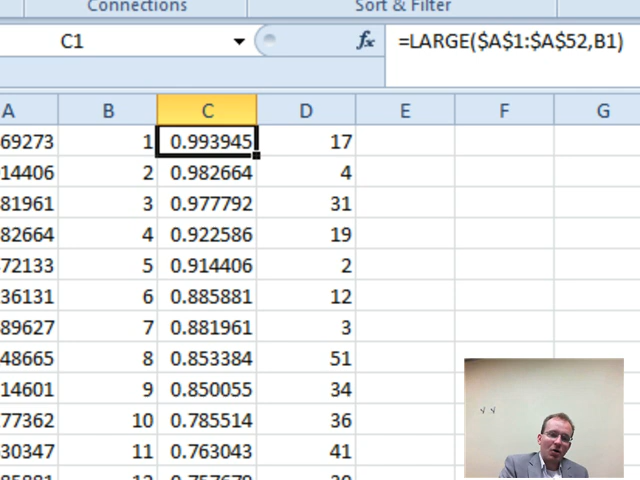 Connections Sort & Filter
C1 fx =LARGE($A$1:$A$52,B1)
A B C D E F G
69273 1 0.993945 17
14406 2 0.982664 4
81961 3 0.977792 31
82664 4 0.922586 19
72133 5 0.914406 2
36131 6 0.885881 12
89627 7 0.881961 3
48665 8 0.853384 51
14601 9 0.850055 34
77362 10 0.785514 36
30347 11 0.763043 41